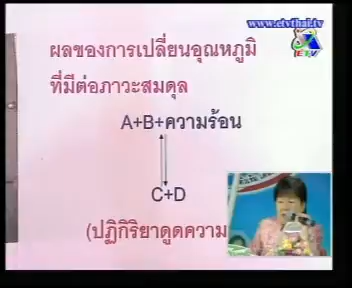 www.etvthai.tv
ETV
ผลของการเปลี่ยนอุณหภูมิ
ที่มีต่อภาวะสมดุล
A+B+ความร้อน
C+D
(ปฏิกิริยาดูดความ